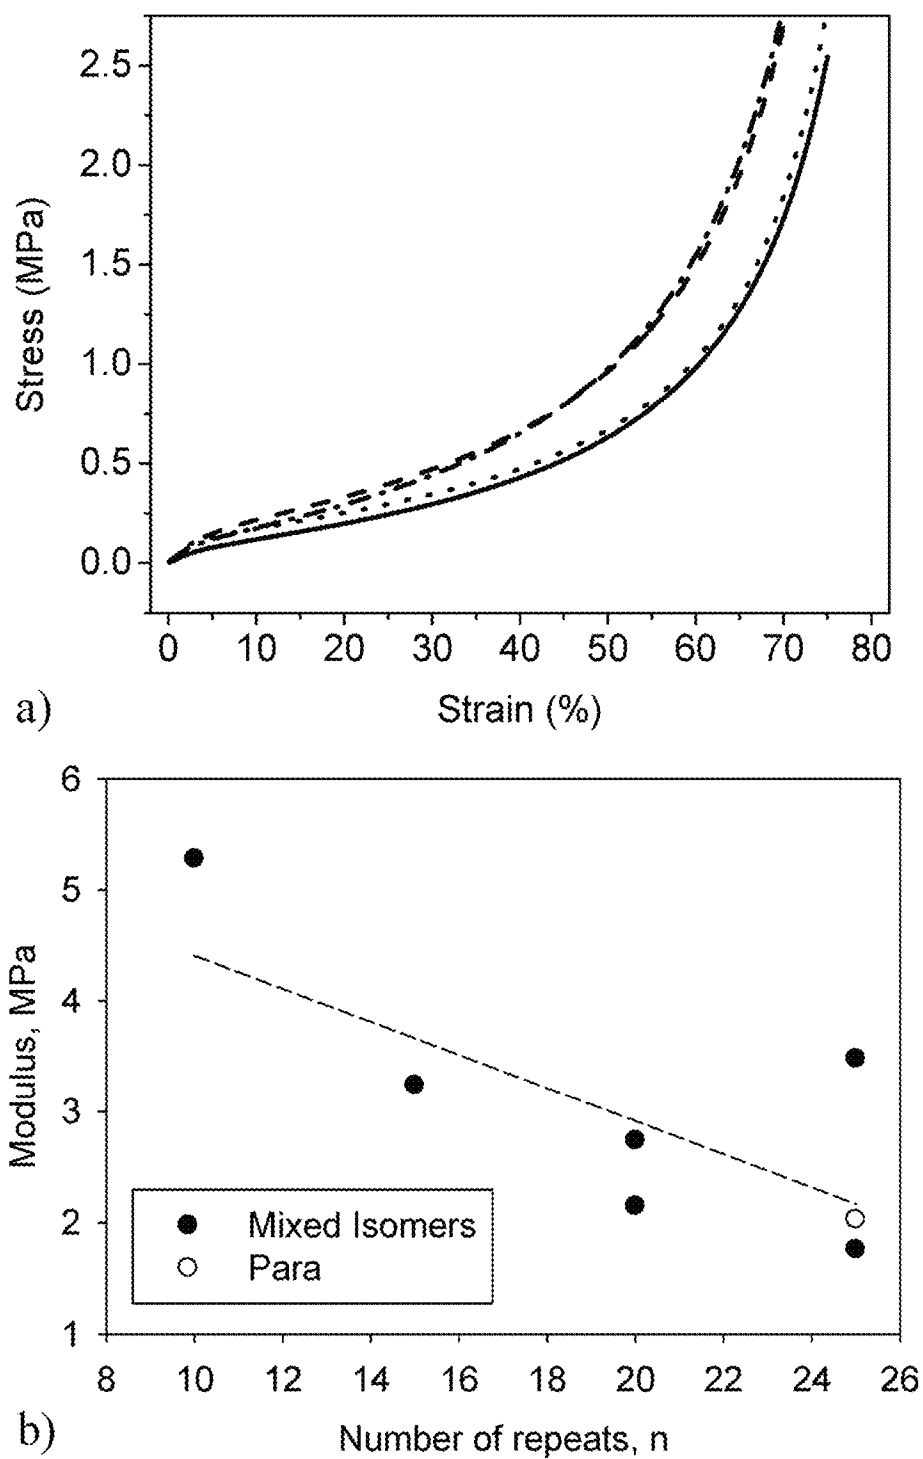 2.5
2.0
1.5
1.0
0.5
0.0
Stress (MPa)
0 10 20 30 40 50 60 70 80
Strain (%)
a)
6
5
4
3
2
1
Modulus, MPa
Mixed Isomers
Para
8 10 12 14 16 18 20 22 24 26
Number of repeats, n
b)